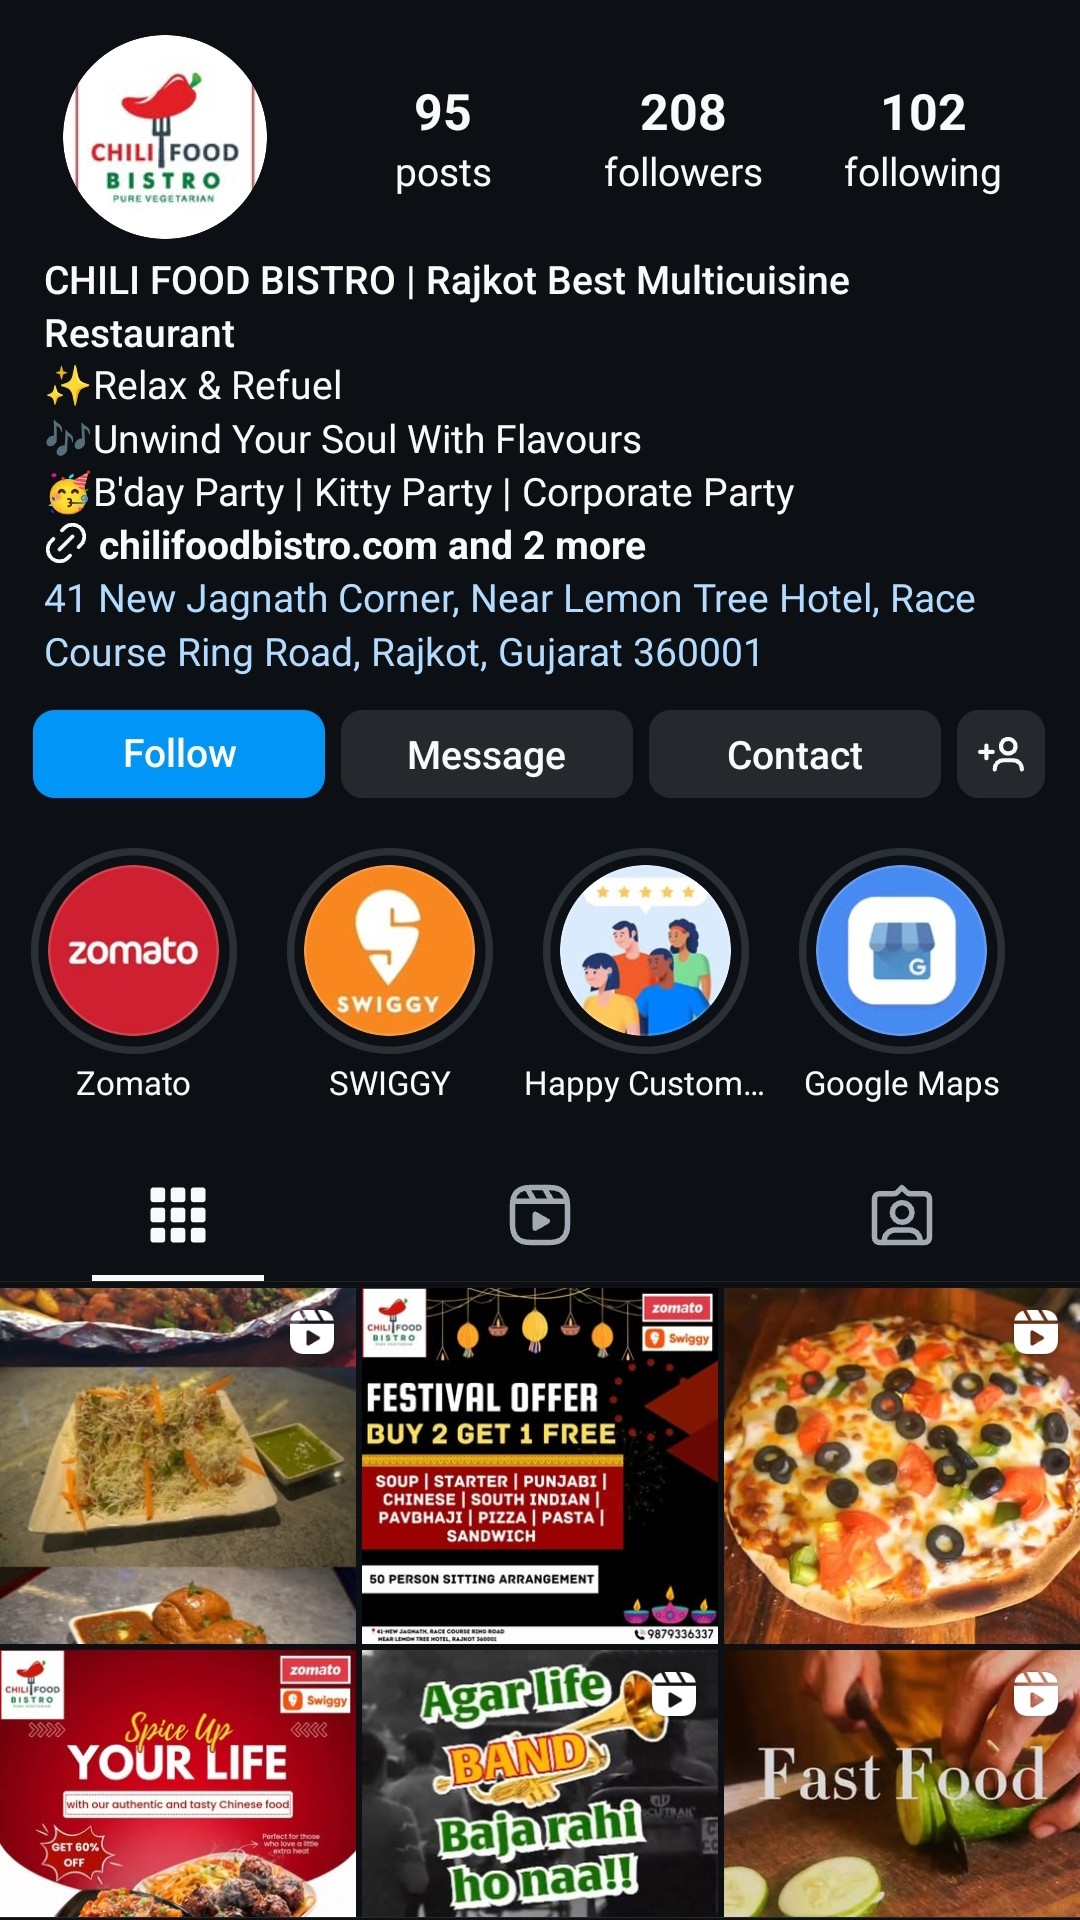 CHILI FOOD
BISTRO
PURE VEGETARIAN
95
posts
208
followers
102
following
CHILI FOOD BISTRO | Rajkot Best Multicuisine
Restaurant
✨Relax & Refuel
🎶Unwind Your Soul With Flavours
🥳B'day Party | Kitty Party | Corporate Party
chilifoodbistro.com and 2 more
41 New Jagnath Corner, Near Lemon Tree Hotel, Race
Course Ring Road, Rajkot, Gujarat 360001
Follow
Message
Contact
zomato
SWIGGY
G
Zomato
SWIGGY
Happy Custom...
Google Maps
CHILI FOOD
BISTRO
PURE VEGETARIAN
zomato
Swiggy
FESTIVAL OFFER
BUY 2 GET 1 FREE
SOUP | STARTER | PUNJABI |
CHINESE | SOUTH INDIAN |
PAVBHAJI | PIZZA | PASTA |
SANDWICH
50 PERSON SITTING ARRANGEMENT
41-NEW JAGNATH, RACE COURSE RING ROAD
NEAR LEMON TREE HOTEL, RAJKOT 360001
9879336337
CHILI FOOD
BISTRO
PURE VEGETARIAN
zomato
Swiggy
Spice Up
YOUR LIFE
with our authentic and tasty Chinese food
GET 60%
OFF
Perfect for those
who love a little
extra heat
Agar life
BAND
Baja rahi
ho naa!!
Fast Food